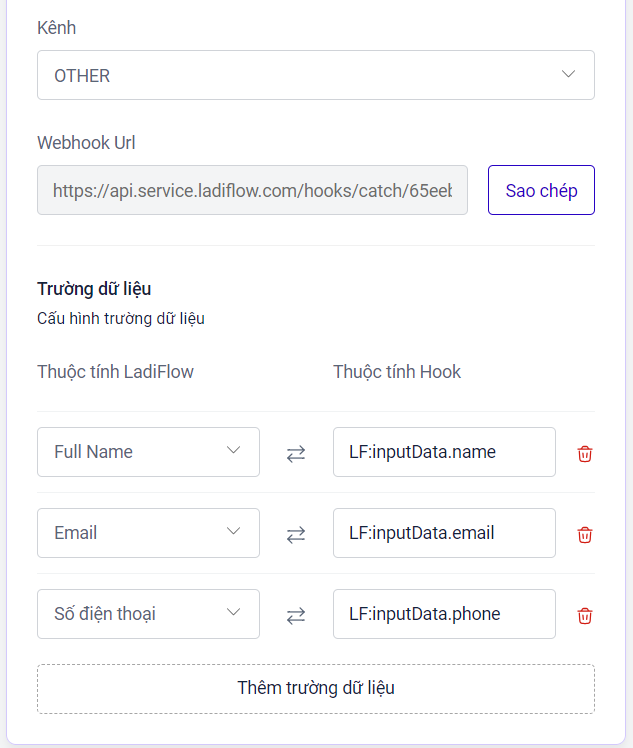 Kênh
OTHER
Webhook Url
https://api.service.ladiflow.com/hooks/catch/65eeb
Sao chép
Trường dữ liệu
Cấu hình trường dữ liệu
Thuộc tính LadiFlow Thuộc tính Hook
Full Name LF:inputData.name
Email LF:inputData.email
Số điện thoại LF:inputData.phone
Thêm trường dữ liệu